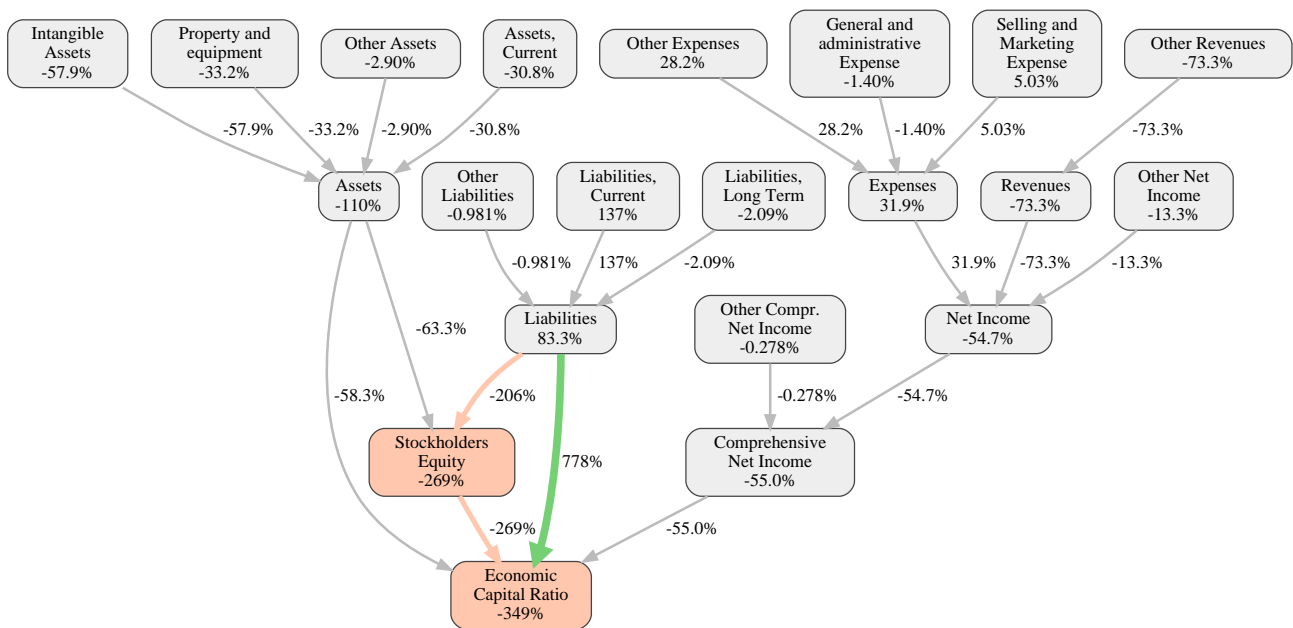 Intangible
Assets
-57.9%
Property and
equipment
-33.2%
Other Assets
-2.90%
Assets,
Current
-30.8%
Other Expenses
28.2%
General and
administrative
Expense
-1.40%
Selling and
Marketing
Expense
5.03%
Other Revenues
-73.3%
-57.9%
-33.2%
-2.90%
-30.8%
28.2%
-1.40%
5.03%
-73.3%
Assets
-110%
Other
Liabilities
-0.981%
Liabilities,
Current
137%
Liabilities,
Long Term
-2.09%
Expenses
31.9%
Revenues
-73.3%
Other Net
Income
-13.3%
-0.981%
137%
-2.09%
31.9%
-73.3%
-13.3%
-63.3%
Liabilities
83.3%
Other Compr.
Net Income
-0.278%
Net Income
-54.7%
-58.3%
-206%
-0.278%
-54.7%
Stockholders
Equity
-269%
778%
Comprehensive
Net Income
-55.0%
-269%
-55.0%
Economic
Capital Ratio
-349%